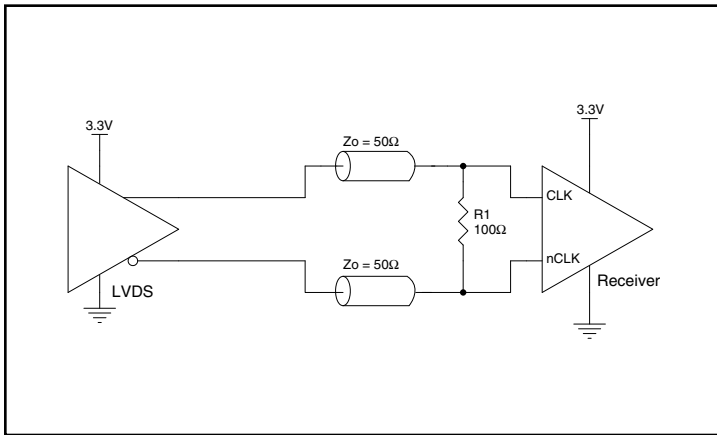 3.3V
3.3V
Zo = 50Ω
CLK
R1
100Ω
Zo = 50Ω
nCLK
LVDS
Receiver